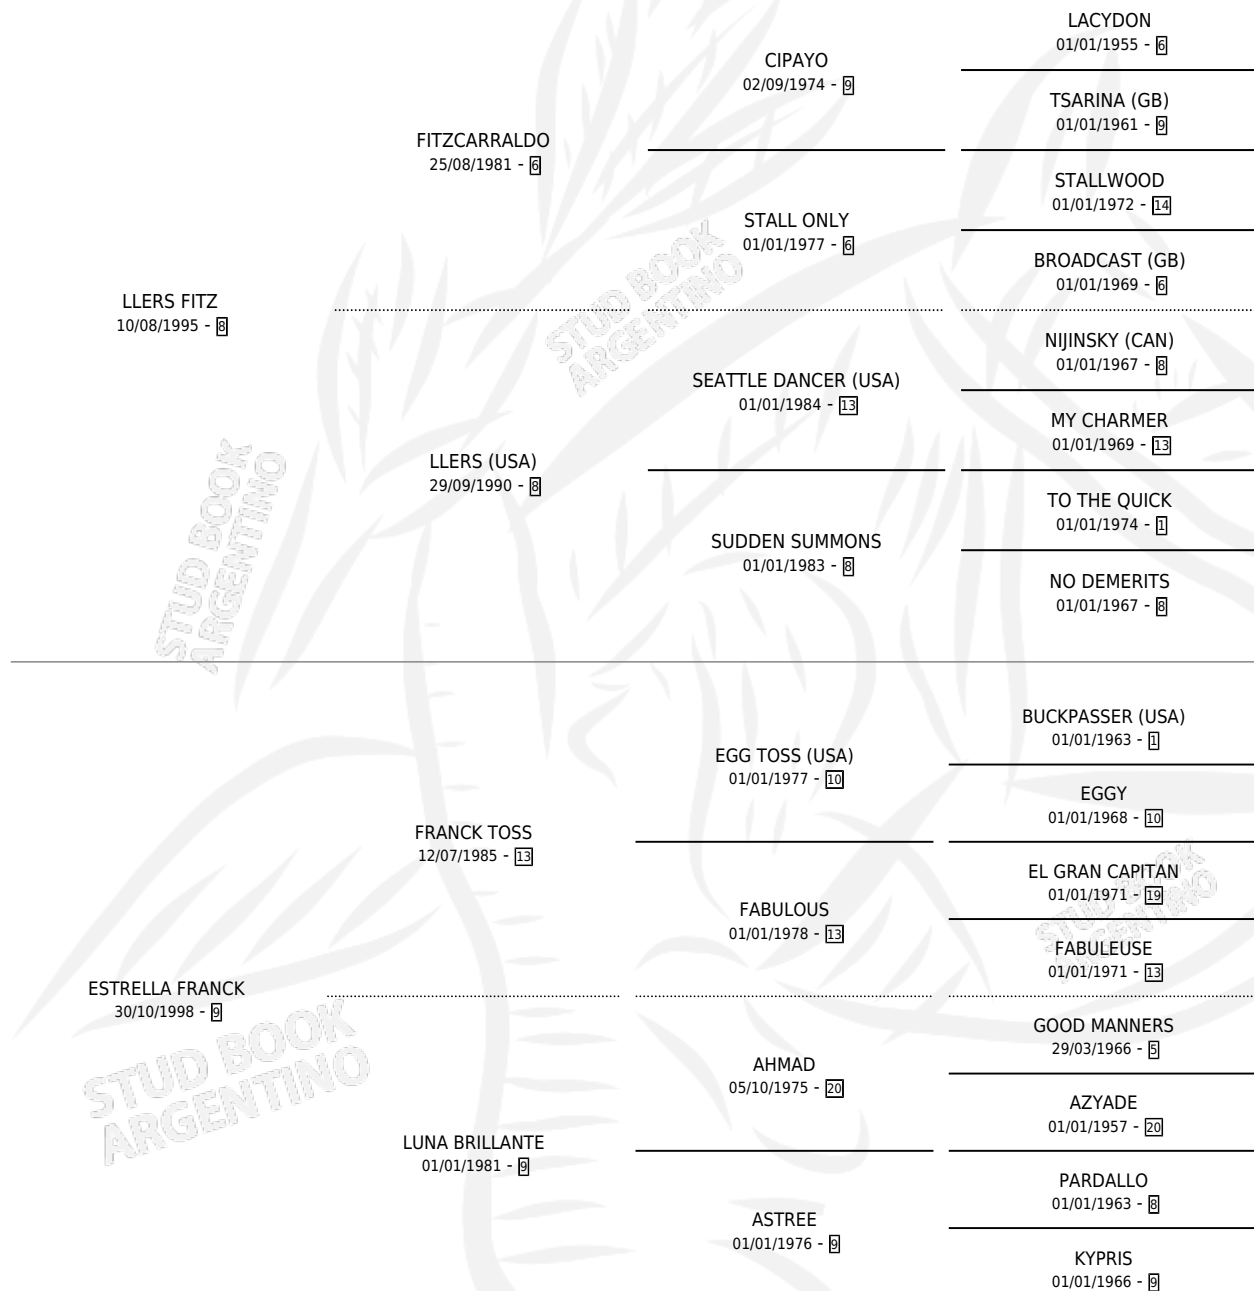 LACYDON
01/01/1955 - 6
CIPAYO
02/09/1974 - 9
TSARINA (GB)
01/01/1961 - 9
FITZCARRALDO
25/08/1981 - 6
STALLWOOD
01/01/1972 - 14
STALL ONLY
01/01/1977 - 6
BROADCAST (GB)
01/01/1969 - 6
LLERS FITZ
10/08/1995 - 8
NIJINSKY (CAN)
01/01/1967 - 8
SEATTLE DANCER (USA)
01/01/1984 - 13
MY CHARMER
01/01/1969 - 13
LLERS (USA)
29/09/1990 - 8
TO THE QUICK
01/01/1974 - 1
SUDDEN SUMMONS
01/01/1983 - 8
NO DEMERITS
01/01/1967 - 8
BUCKPASSER (USA)
01/01/1963 - 1
EGG TOSS (USA)
01/01/1977 - 10
EGGY
01/01/1968 - 10
FRANCK TOSS
12/07/1985 - 13
EL GRAN CAPITAN
01/01/1971 - 19
FABULOUS
01/01/1978 - 13
FABULEUSE
01/01/1971 - 13
ESTRELLA FRANCK
30/10/1998 - 9
GOOD MANNERS
29/03/1966 - 5
AHMAD
05/10/1975 - 20
AZYADE
01/01/1957 - 20
LUNA BRILLANTE
01/01/1981 - 9
PARDALLO
01/01/1963 - 8
ASTREE
01/01/1976 - 9
KYPRIS
01/01/1966 - 9
STUD BOOK
ARGENTINO
STUD BOOK
ARGENTINO
STUD BOOK
ARGENTINO
STUD BOOK
ARGENTINO